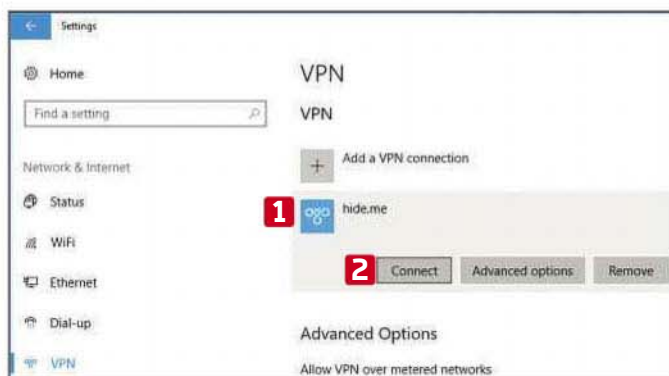 Settings
Home
Find a setting
Network & Internet
Status
WiFi
Ethernet
Dial-up
VPN
VPN
VPN
Add a VPN connection
1
hide.me
2
Connect Advanced options Remove
Advanced Options
Allow VPN over metered networks